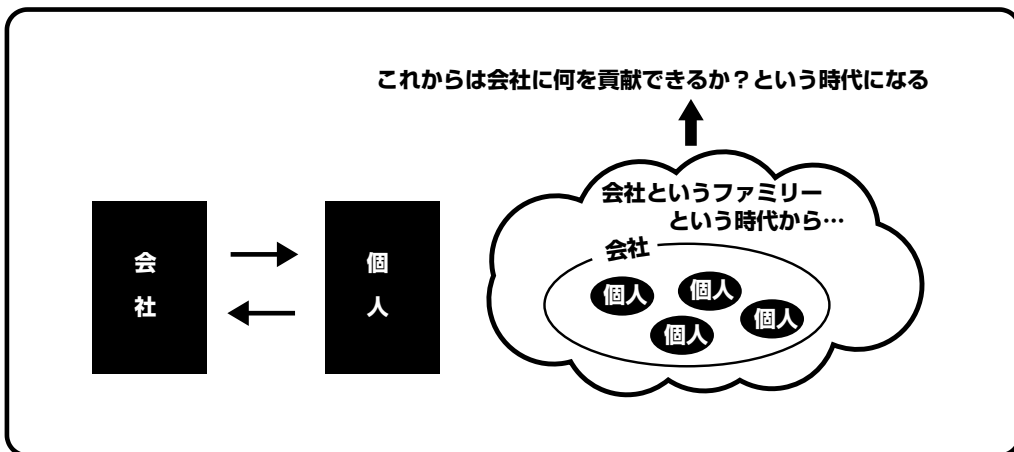 これからは会社に何を貢献できるか？という時代になる
会社
個人
会社というファミリー
という時代から…
会社
個人
個人
個人
個人